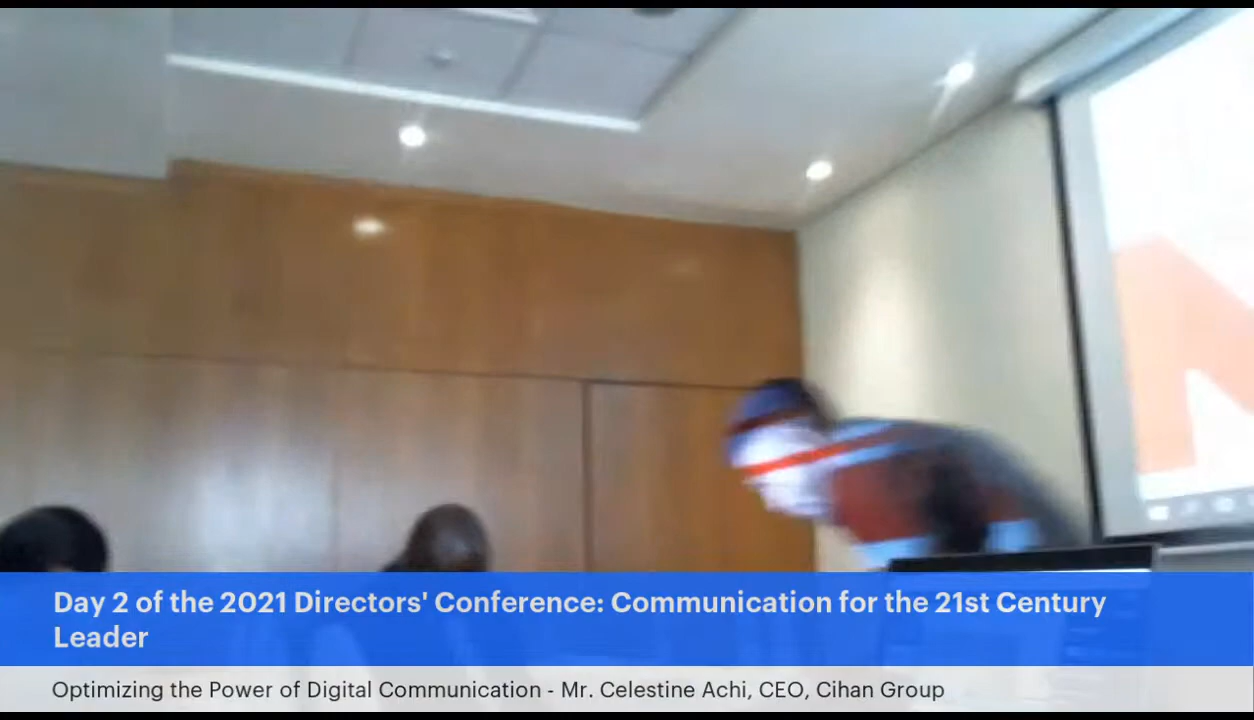 Day 2 of the 2021 Directors' Conference: Communication for the 21st Century
Leader
Optimizing the Power of Digital Communication - Mr. Celestine Achi, CEO, Cihan Group